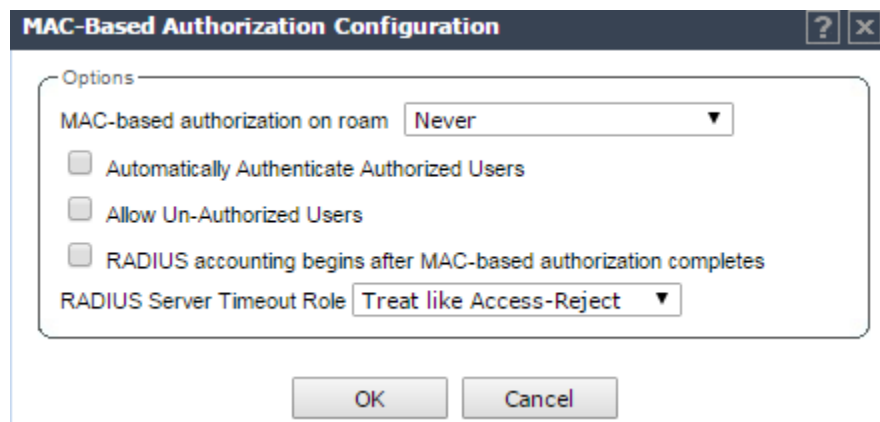 MAC-Based Authorization Configuration ? x
Options
MAC-based authorization on roam Never
Automatically Authenticate Authorized Users
Allow Un-Authorized Users
RADIUS accounting begins after MAC-based authorization completes
RADIUS Server Timeout Role Treat like Access-Reject
OK Cancel